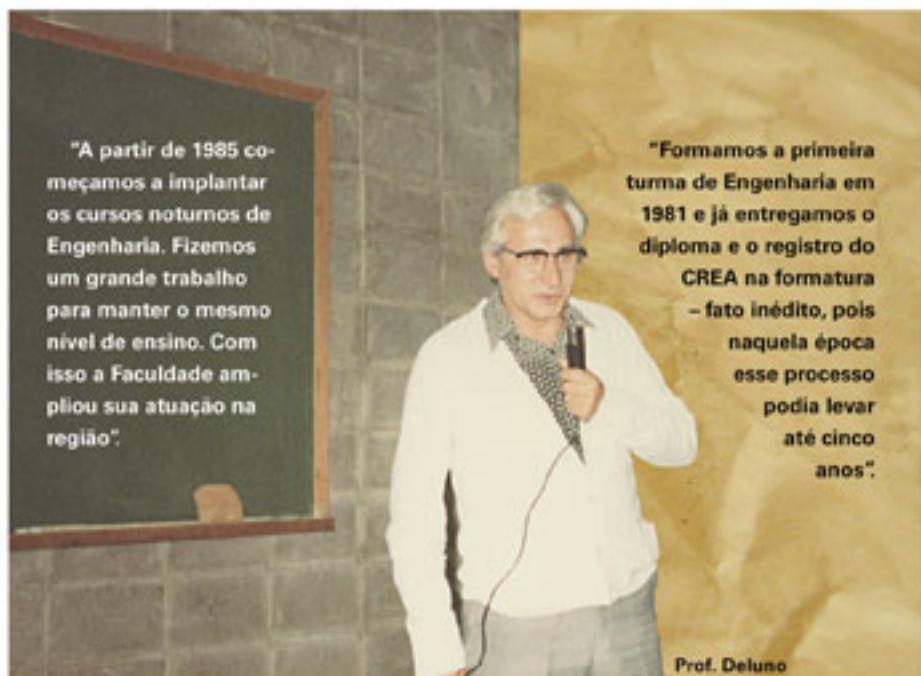 "A partir de 1985 co-
meçamos a implantar
os cursos noturnos de
Engenharia. Fizemos
um grande trabalho
para manter o mesmo
nível de ensino. Com
isso a Faculdade am-
pliou sua atuação na
região".
"Formamos a primeira
turma de Engenharia em
1981 e já entregamos o
diploma e o registro do
CREA na formatura
– fato inédito, pois
naquela época
esse processo
podia levar
até cinco
anos".
Prof. Deluno